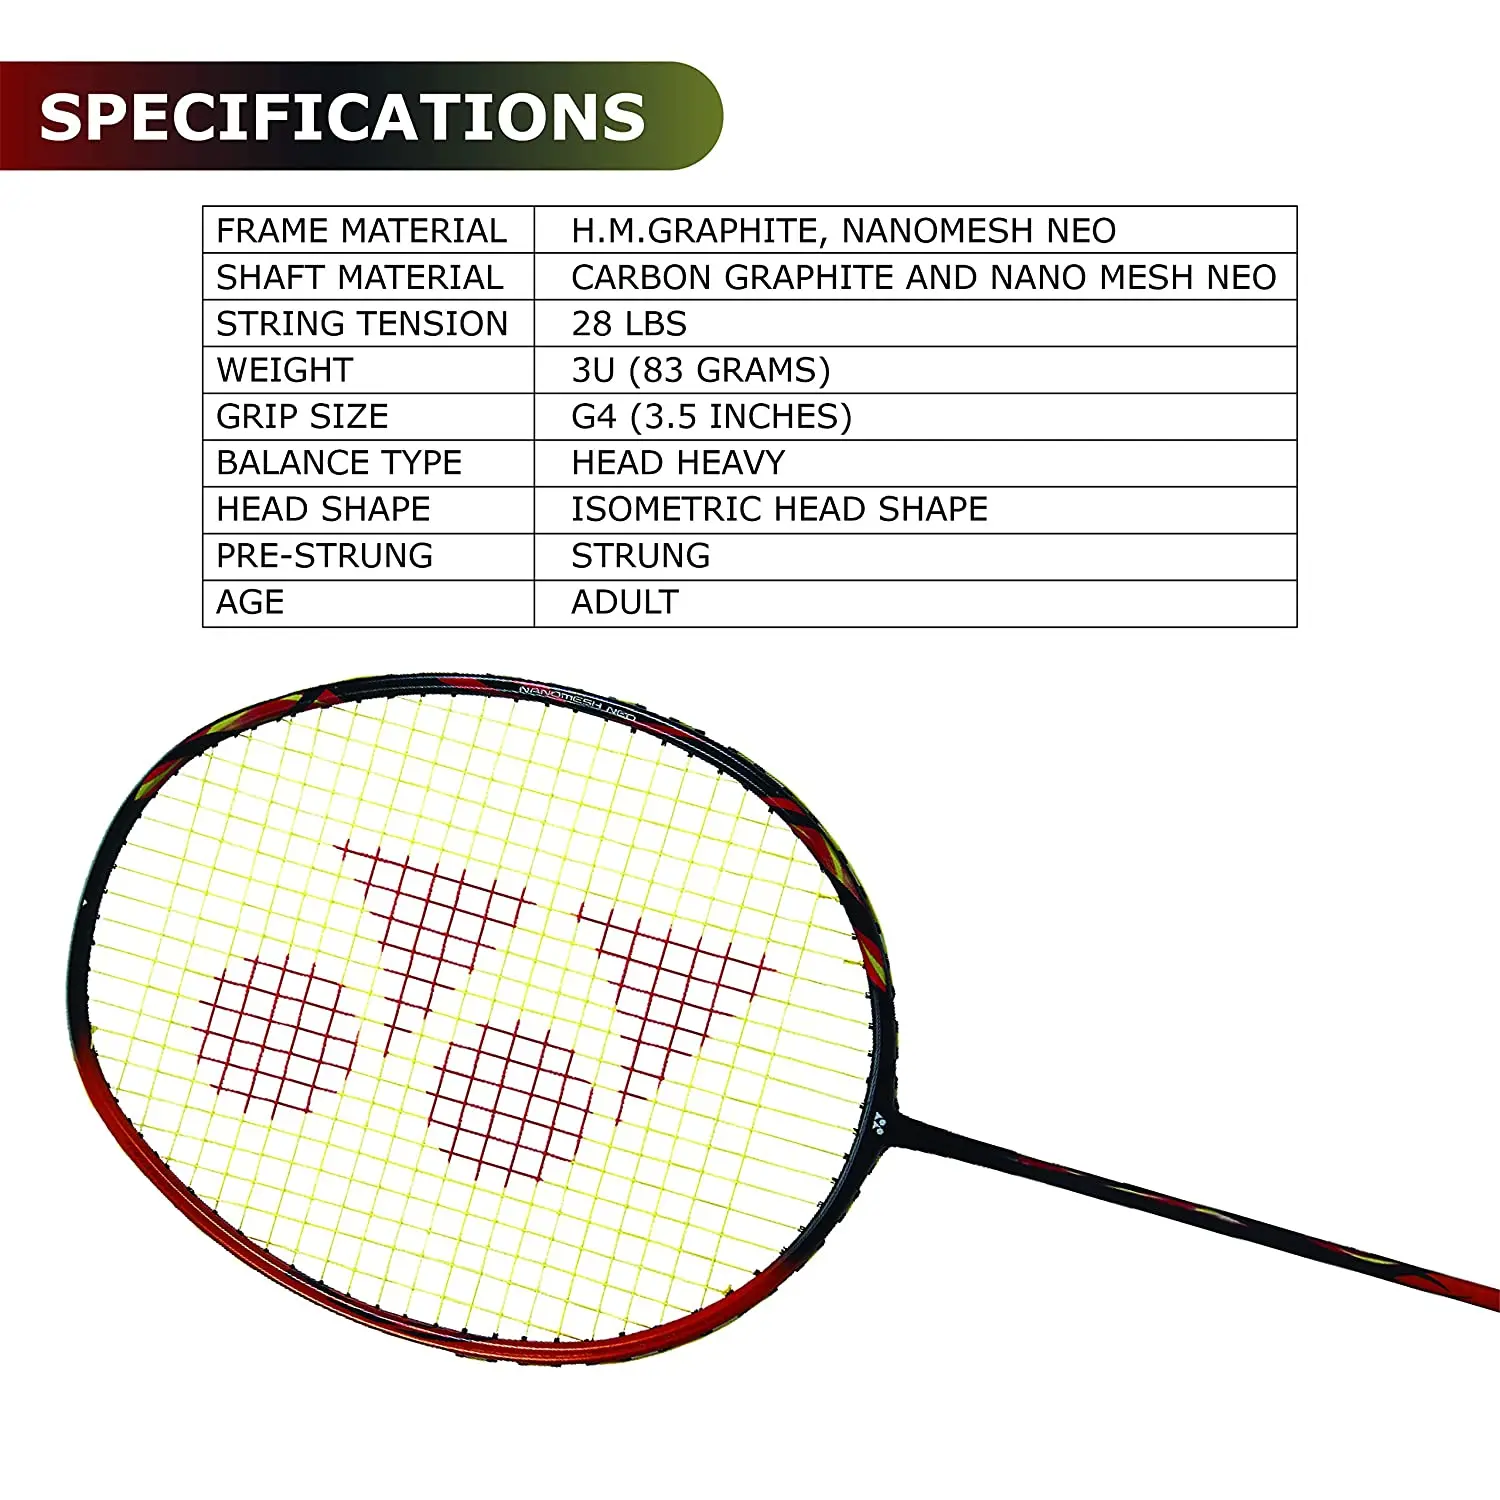 SPECIFICATIONS
FRAME MATERIAL H.M.GRAPHITE, NANOMESH NEO
SHAFT MATERIAL CARBON GRAPHITE AND NANO MESH NEO
STRING TENSION 28 LBS
WEIGHT 3U (83 GRAMS)
GRIP SIZE G4 (3.5 INCHES)
BALANCE TYPE HEAD HEAVY
HEAD SHAPE ISOMETRIC HEAD SHAPE
PRE-STRUNG STRUNG
AGE ADULT
NANOMESH NEO